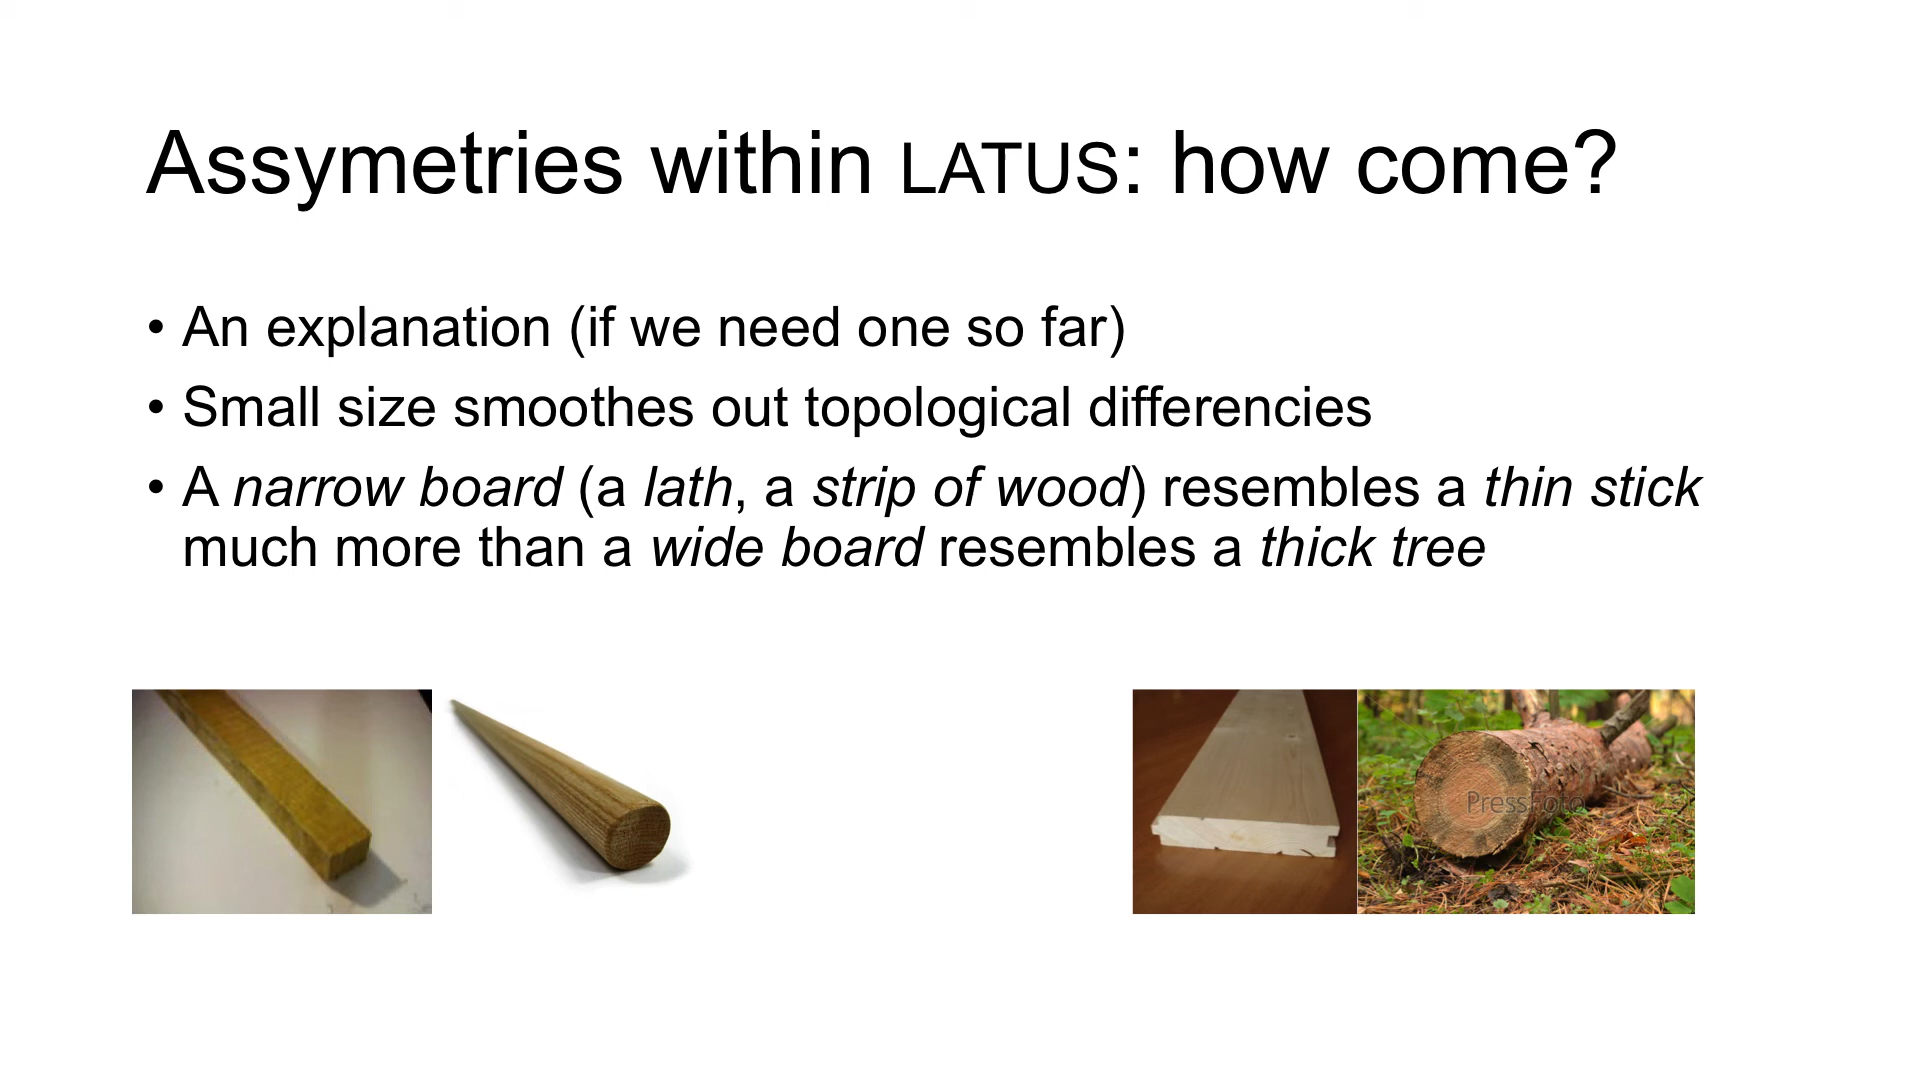 Assymetries within LATUS: how come?
• An explanation (if we need one so far)
• Small size smoothes out topological differencies
• A narrow board (a lath, a strip of wood) resembles a thin stick
much more than a wide board resembles a thick tree
PressFoto